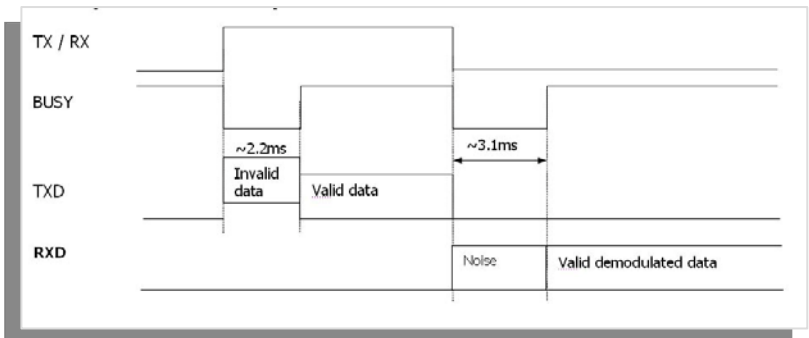 TX / RX
BUSY
~2.2ms
~3.1ms
Invalid
data
Valid data
TXD
RXD
Noise
Valid demodulated data